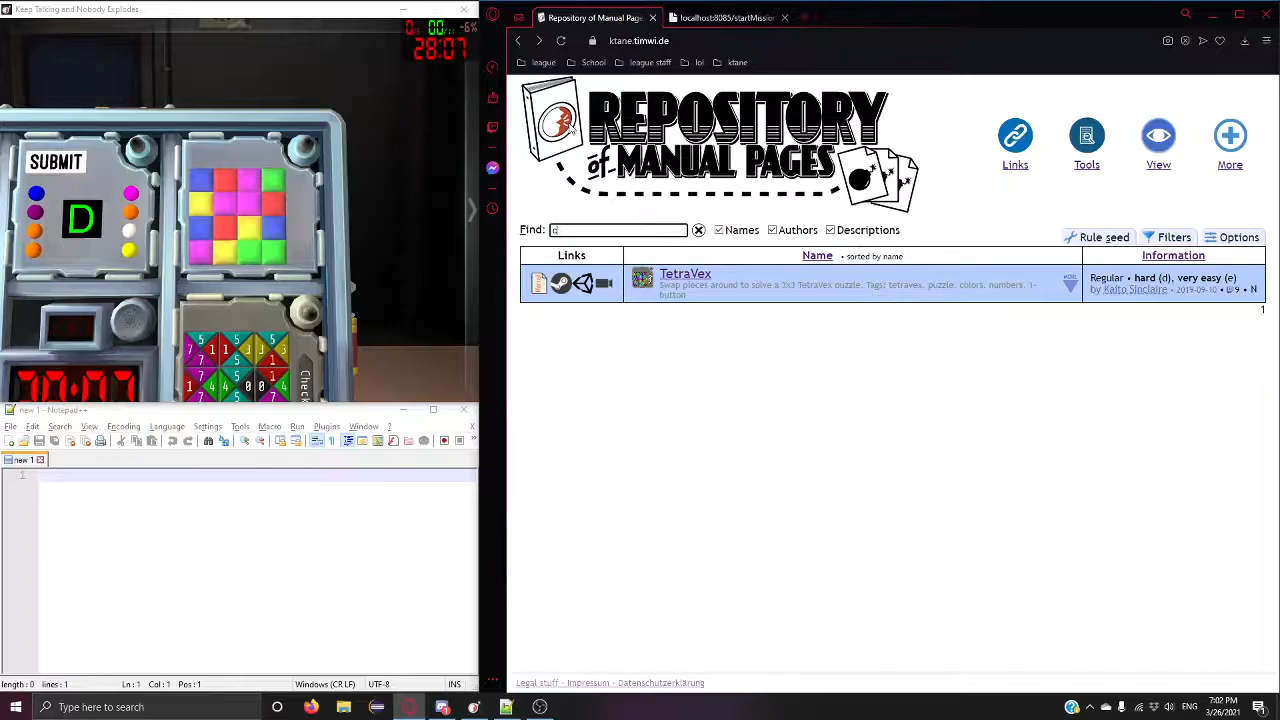 Keep Talking and Nobody Explodes
-6%
28:07
SUBMIT
D
Check
new 1 - Notepad++
File Edit Search View Encoding Language Settings Tools Macro Run Plugins Window ? X
new 1
1
length: 0 lines: 1 Ln: 1 Col: 1 Pos: 1 Windows (CR LF) UTF-8 INS
Repository of Manual Page
localhost:8085/startMission
ktane.timwi.de
league School league staff lol ktane
REPOSITORY
of MANUAL PAGES
Links Tools View More
Find: c Names Authors Descriptions
Rule seed Filters Options
Links Name • sorted by name Information
TetraVex
Swap pieces around to solve a 3x3 TetraVex puzzle. Tags: tetravex, puzzle, colors, numbers, 1-
button
MORE
Regular • hard (d), very easy (e)
by Kaito Sinclaire • 2019-09-10 • 9 • N
1
Legal stuff · Impressum · Datenschutzerklärung
Type here to search
ENG
7:02 PM
3/26/2021